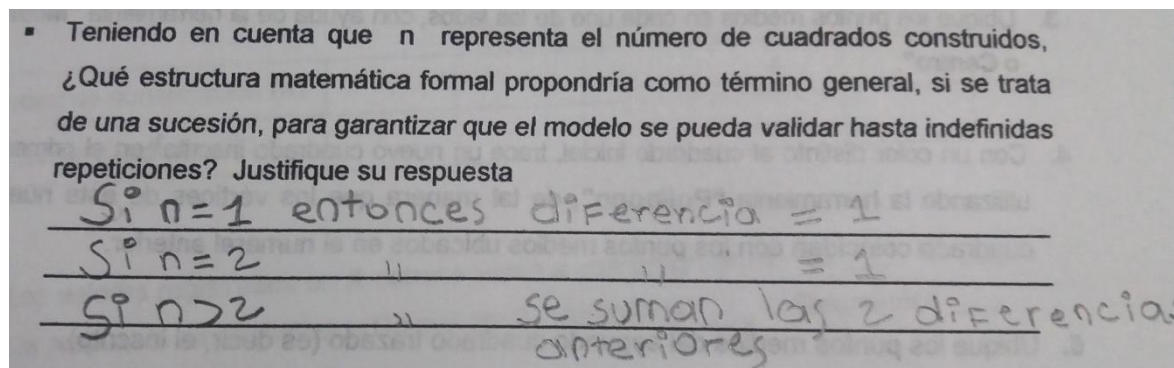 ▪ Teniendo en cuenta que n representa el número de cuadrados construidos,
¿Qué estructura matemática formal propondría como término general, si se trata
de una sucesión, para garantizar que el modelo se pueda validar hasta indefinidas
repeticiones? Justifique su respuesta
Si n=1 entonces diferencia = 1
Si n=2 " " = 1
Si n>2 " se suman las 2 diferencia
anteriores